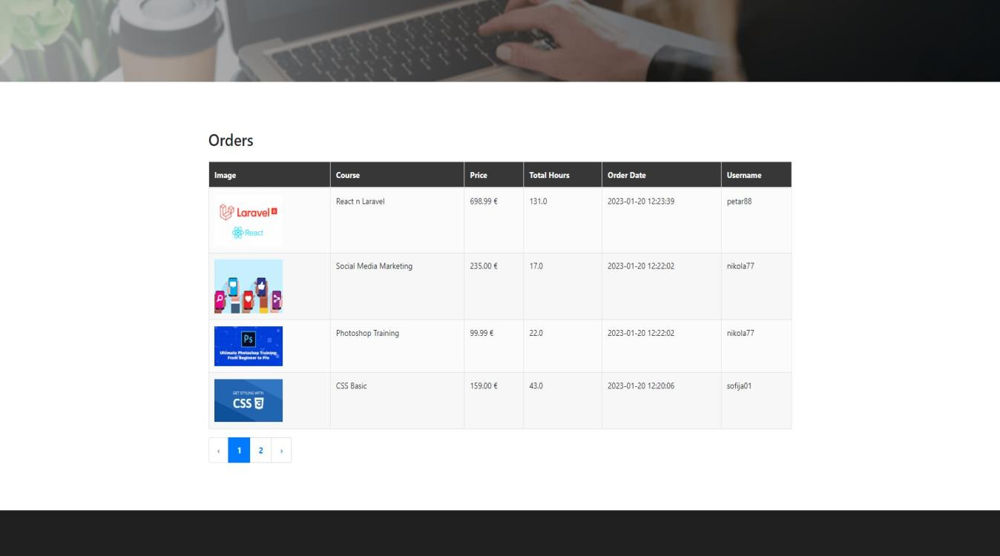 Orders
Image Course Price Total Hours Order Date Username
Laravel 6
React
React n Laravel 698.99 € 131.0 2023-01-20 12:23:39 petar88
Social Media Marketing 235.00 € 17.0 2023-01-20 12:22:02 nikola77
Ps
Ultimate Photoshop Training:
From Beginner to Pro
Photoshop Training 99.99 € 22.0 2023-01-20 12:22:02 nikola77
GET STYLING WITH
CSS 3
CSS Basic 159.00 € 43.0 2023-01-20 12:20:06 sofija01
‹ 1 2 ›